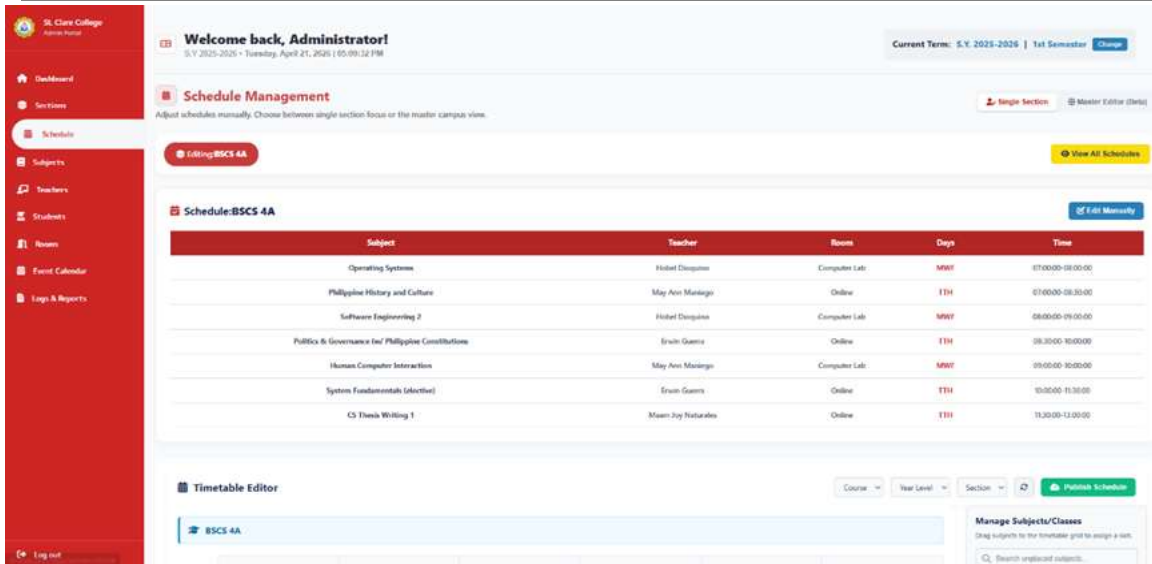 St. Clare College
Admin Portal
Dashboard
Sections
Schedule
Subjects
Teachers
Students
Room
Event Calendar
Logs & Reports
Log out
Welcome back, Administrator!
S.Y 2025-2026 • Tuesday, April 21, 2026 | 05:09:32 PM
Current Term: S.Y. 2025-2026 | 1st Semester Change
Schedule Management
Adjust schedules manually. Choose between single section focus or the master campus view.
Single Section Master Editor (Beta)
Editing:BSCS 4A
View All Schedules
Schedule:BSCS 4A
Edit Manually
Subject Teacher Room Days Time
Operating Systems Computer Lab MWF 07:00:00-08:00:00
Philippine History and Culture May Ann Online TTH 07:00:00-08:30:00
Software Engineering 2 Computer Lab MWF 08:00:00-09:00:00
Politics & Governance (w/ Philippine Constitution) Erwin Guerra Online TTH 08:30:00-10:00:00
Human Computer Interaction May Ann Computer Lab MWF 09:00:00-10:00:00
System Fundamentals (elective) Erwin Guerra Online TTH 10:00:00-11:30:00
CS Thesis Writing 1 Joy Naturales Online TTH 11:30:00-13:00:00
Timetable Editor
Course Year Level Section Publish Schedule
BSCS 4A
Manage Subjects/Classes
Drag subjects to the timetable grid to assign a slot.
Search unplaced subjects...